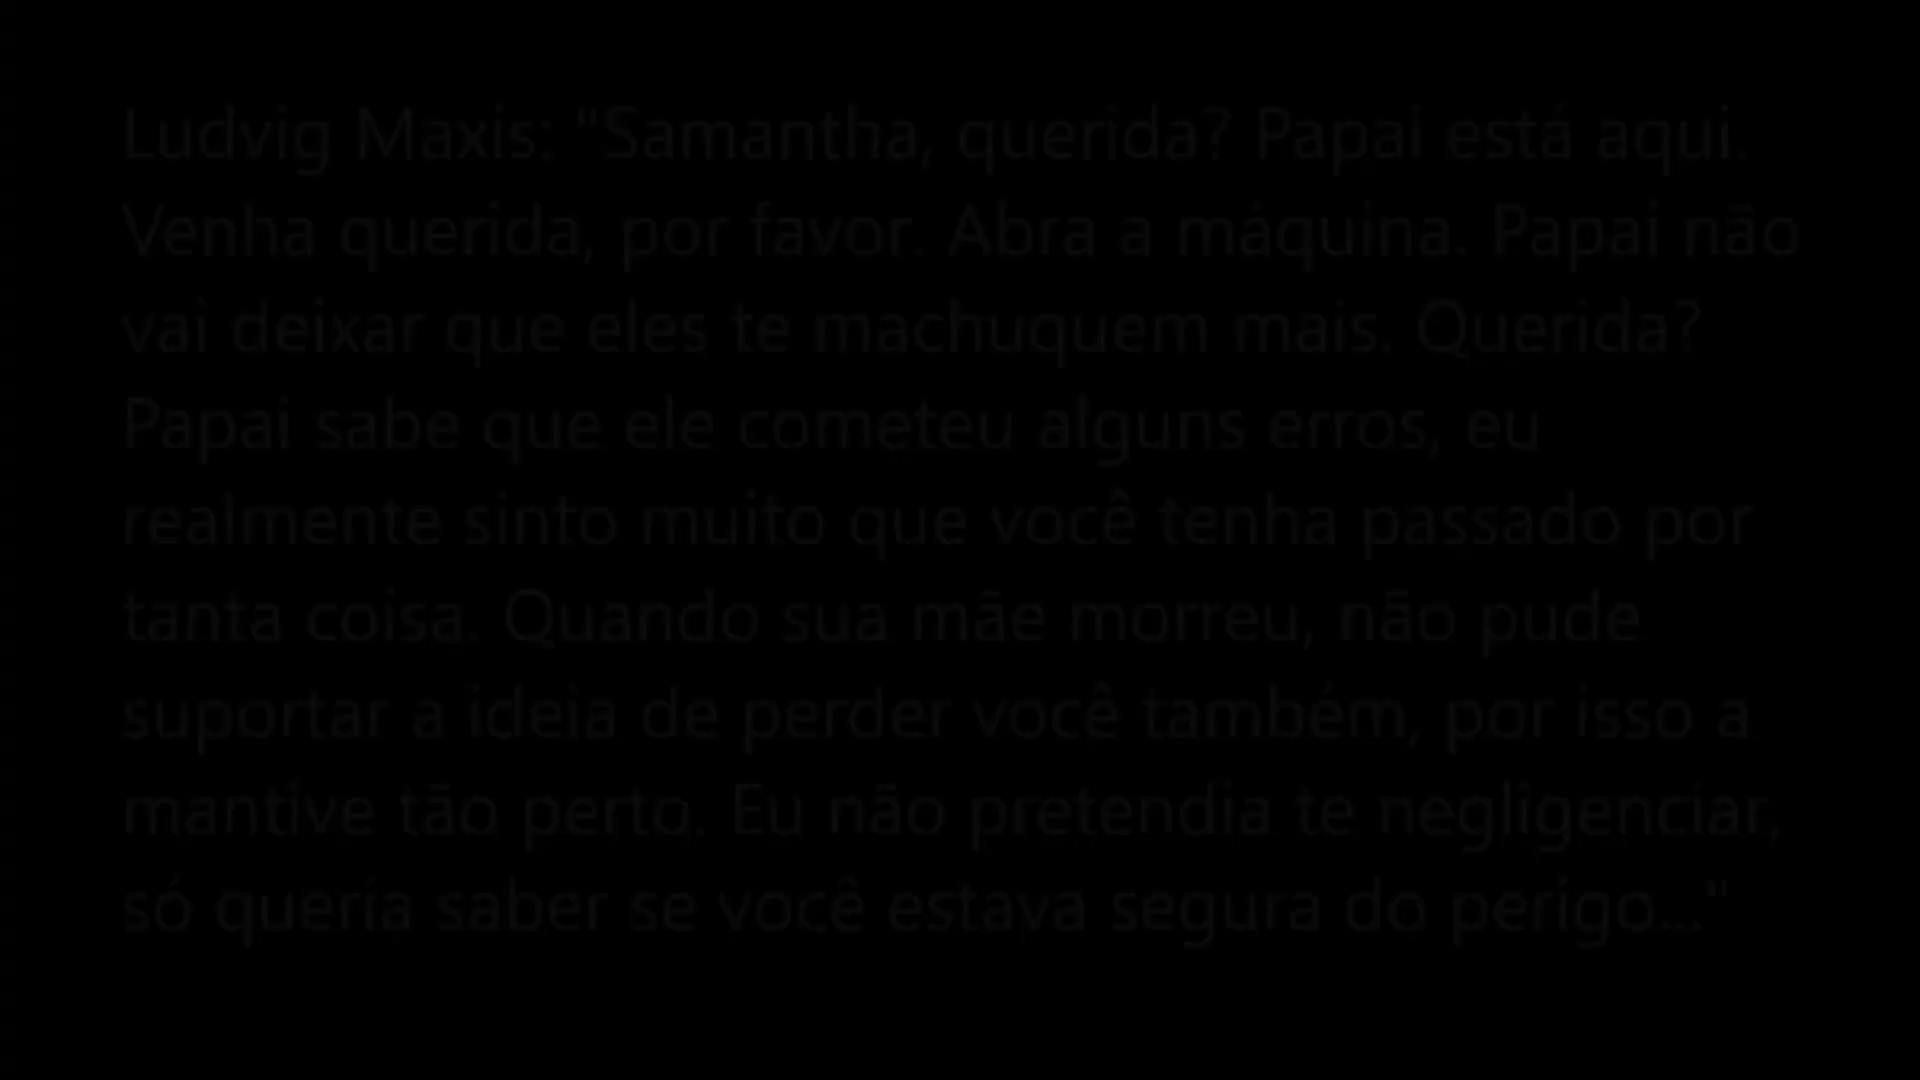 Ludvig Maxis: "Samantha, querida? Papai está aqui.
Venha querida, por favor. Abra a máquina. Papai não
vai deixar que eles te machuquem mais. Querida?
Papai sabe que ele cometeu alguns erros, eu
realmente sinto muito que você tenha passado por
tanta coisa. Quando sua mãe morreu, não pude
suportar a ideia de perder você também, por isso a
mantive tão perto. Eu não pretendia te negligenciar,
só queria saber se você estava segura do perigo..."